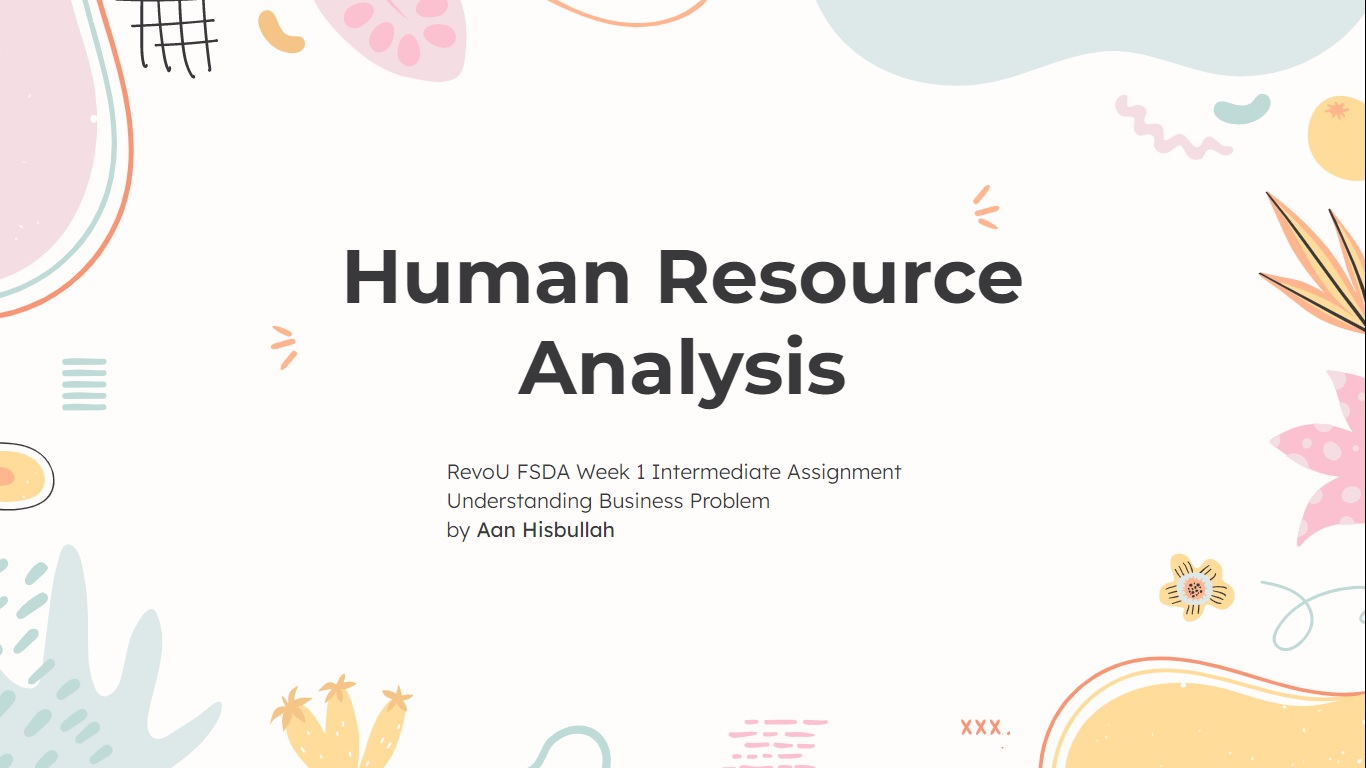 Human Resource
Analysis
RevoU FSDA Week 1 Intermediate Assignment
Understanding Business Problem
by Aan Hisbullah